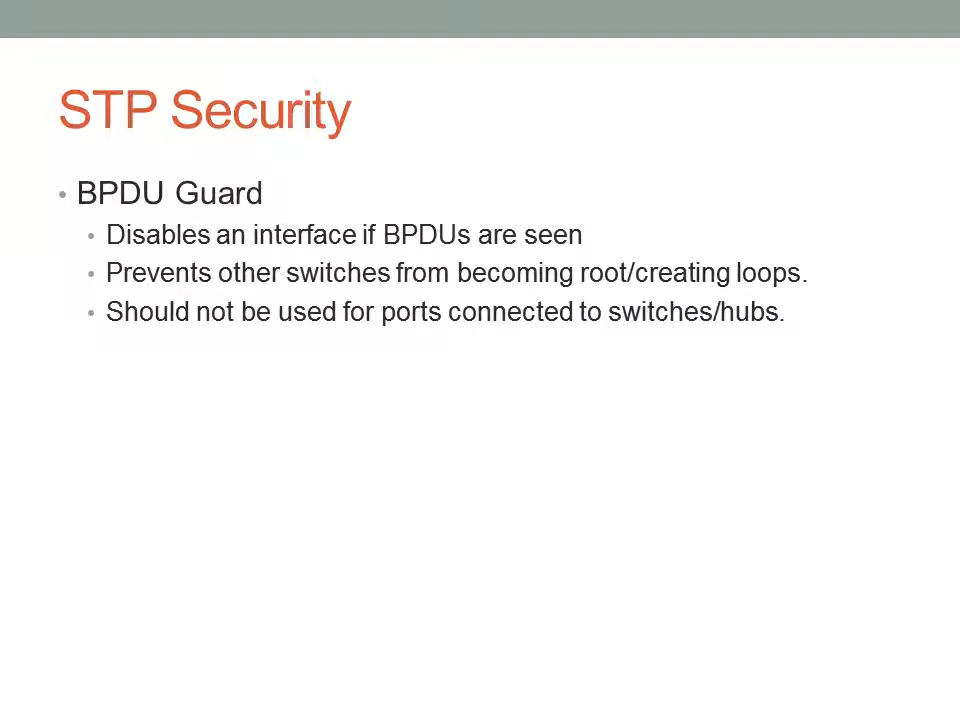 STP Security
• BPDU Guard
• Disables an interface if BPDUs are seen
• Prevents other switches from becoming root/creating loops.
• Should not be used for ports connected to switches/hubs.